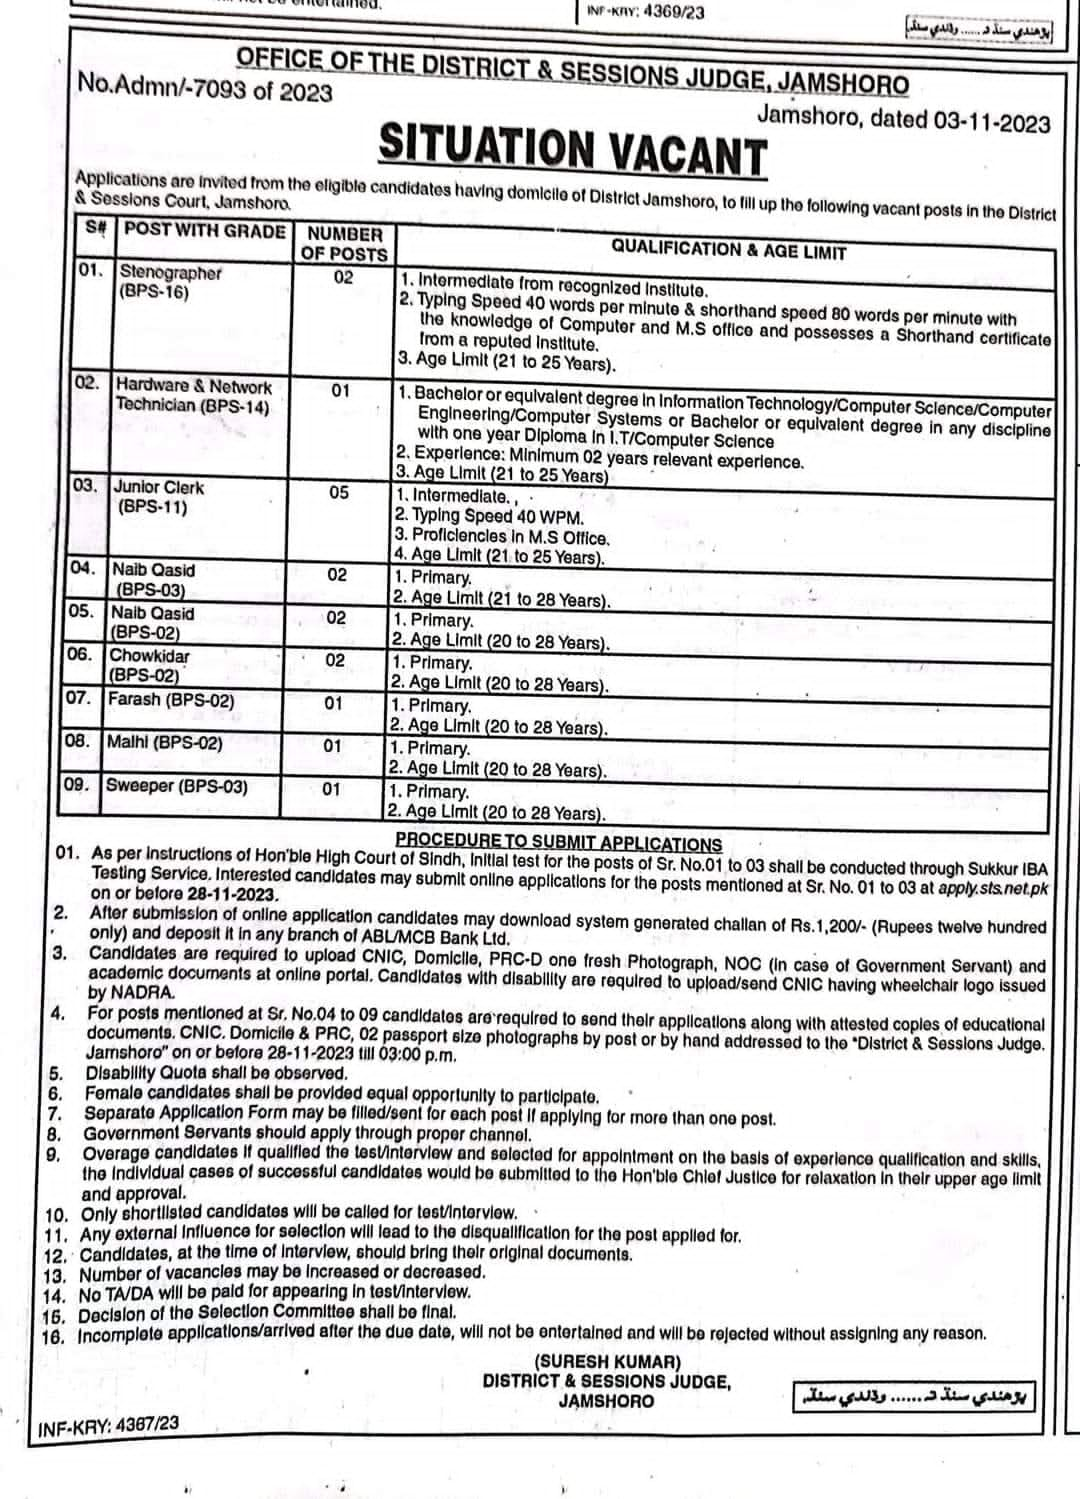 INF-KRY: 4369/23
OFFICE OF THE DISTRICT & SESSIONS JUDGE, JAMSHORO
No.Admn/-7093 of 2023
Jamshoro, dated 03-11-2023
SITUATION VACANT
Applications are invited from the eligible candidates having domicile of District Jamshoro, to fill up the following vacant posts in the District
& Sessions Court, Jamshoro.
S# POST WITH GRADE NUMBER OF POSTS QUALIFICATION & AGE LIMIT
01. Stenographer (BPS-16) 02
1. Intermediate from recognized Institute.
2. Typing Speed 40 words per minute & shorthand speed 80 words per minute with
the knowledge of Computer and M.S office and possesses a Shorthand certificate
from a reputed Institute.
3. Age Limit (21 to 25 Years).
02. Hardware & Network Technician (BPS-14) 01
1. Bachelor or equivalent degree in Information Technology/Computer Science/Computer
Engineering/Computer Systems or Bachelor or equivalent degree in any discipline
with one year Diploma in I.T/Computer Science
2. Experience: Minimum 02 years relevant experience.
3. Age Limit (21 to 25 Years)
03. Junior Clerk (BPS-11) 05
1. Intermediate.
2. Typing Speed 40 WPM.
3. Proficiencies in M.S Office.
4. Age Limit (21 to 25 Years).
04. Naib Qasid (BPS-03) 02
1. Primary.
2. Age Limit (21 to 28 Years).
05. Naib Qasid (BPS-02) 02
1. Primary.
2. Age Limit (20 to 28 Years).
06. Chowkidar (BPS-02) 02
1. Primary.
2. Age Limit (20 to 28 Years).
07. Farash (BPS-02) 01
1. Primary.
2. Age Limit (20 to 28 Years).
08. Malhi (BPS-02) 01
1. Primary.
2. Age Limit (20 to 28 Years).
09. Sweeper (BPS-03) 01
1. Primary.
2. Age Limit (20 to 28 Years).
PROCEDURE TO SUBMIT APPLICATIONS
01. As per instructions of Hon'ble High Court of Sindh, initial test for the posts of Sr. No.01 to 03 shall be conducted through Sukkur IBA
Testing Service. Interested candidates may submit online applications for the posts mentioned at Sr. No. 01 to 03 at apply.sts.net.pk
on or before 28-11-2023.
2. After submission of online application candidates may download system generated challan of Rs.1,200/- (Rupees twelve hundred
only) and deposit it in any branch of ABL/MCB Bank Ltd.
3. Candidates are required to upload CNIC, Domicile, PRC-D one fresh Photograph, NOC (in case of Government Servant) and
academic documents at online portal. Candidates with disability are required to upload/send CNIC having wheelchair logo issued
by NADRA.
4. For posts mentioned at Sr. No.04 to 09 candidates are required to send their applications along with attested copies of educational
documents. CNIC. Domicile & PRC, 02 passport size photographs by post or by hand addressed to the "District & Sessions Judge.
Jamshoro" on or before 28-11-2023 till 03:00 p.m.
5. Disability Quota shall be observed.
6. Female candidates shall be provided equal opportunity to participate.
7. Separate Application Form may be filled/sent for each post if applying for more than one post.
8. Government Servants should apply through proper channel.
9. Overage candidates if qualified the test/interview and selected for appointment on the basis of experience qualification and skills,
the individual cases of successful candidates would be submitted to the Hon'ble Chief Justice for relaxation in their upper age limit
and approval.
10. Only shortlisted candidates will be called for test/interview.
11. Any external influence for selection will lead to the disqualification for the post applied for.
12. Candidates, at the time of interview, should bring their original documents.
13. Number of vacancies may be increased or decreased.
14. No TA/DA will be paid for appearing in test/interview.
15. Decision of the Selection Committee shall be final.
16. Incomplete applications/arrived after the due date, will not be entertained and will be rejected without assigning any reason.
(SURESH KUMAR)
DISTRICT & SESSIONS JUDGE,
JAMSHORO
پڙهندي سنڌ ...... وڌندي سنڌ
INF-KRY: 4367/23